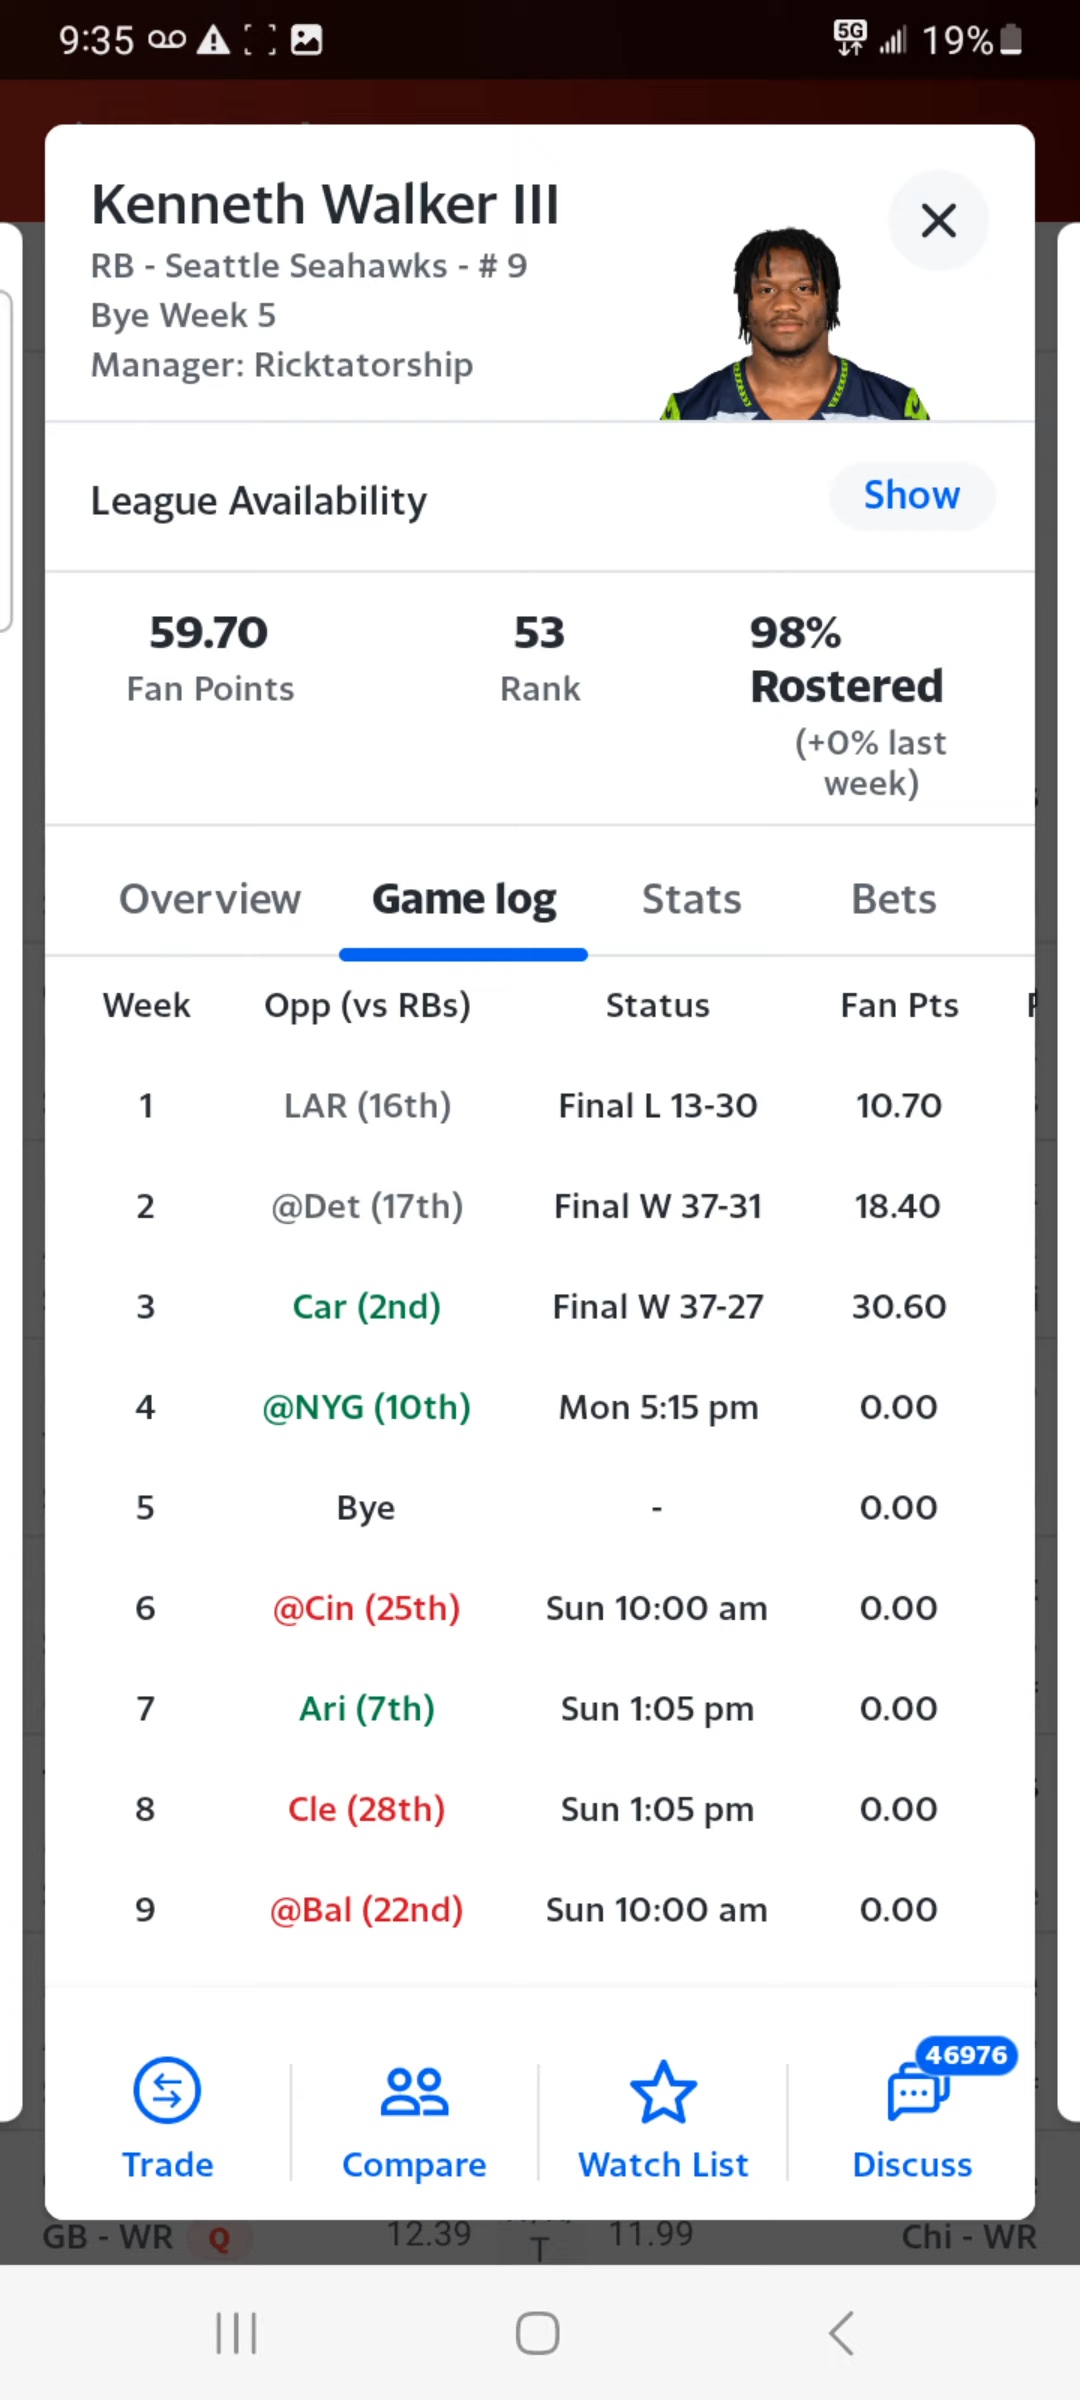 9:35
5G
19%
Kenneth Walker III
RB - Seattle Seahawks - # 9
Bye Week 5
Manager: Ricktatorship
League Availability
Show
59.70
Fan Points
53
Rank
98%
Rostered
(+0% last
week)
Overview Game log Stats Bets
Week Opp (vs RBs) Status Fan Pts
1 LAR (16th) Final L 13-30 10.70
2 @Det (17th) Final W 37-31 18.40
3 Car (2nd) Final W 37-27 30.60
4 @NYG (10th) Mon 5:15 pm 0.00
5 Bye - 0.00
6 @Cin (25th) Sun 10:00 am 0.00
7 Ari (7th) Sun 1:05 pm 0.00
8 Cle (28th) Sun 1:05 pm 0.00
9 @Bal (22nd) Sun 10:00 am 0.00
46976
Trade Compare Watch List Discuss
GB - WR Q 12.39 T 11.99 Chi - WR